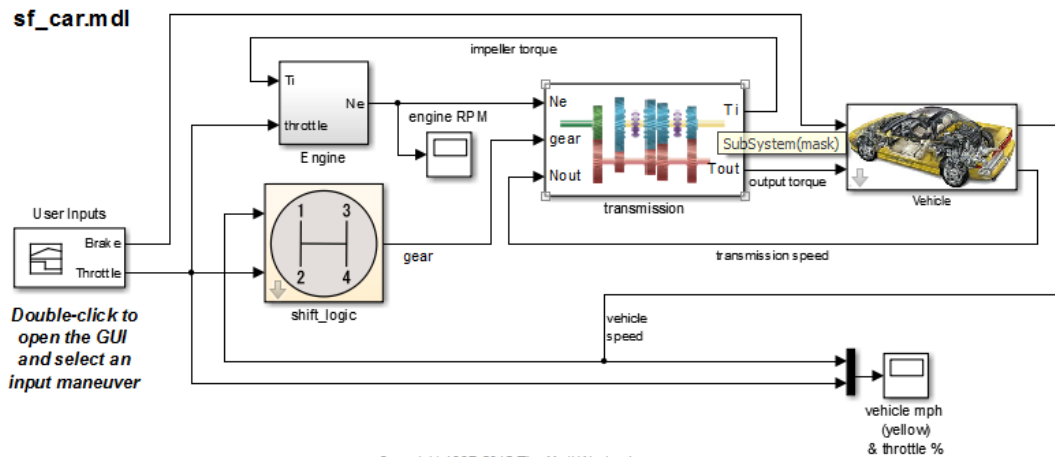 sf_car.mdl
impeller torque
Ti
Ne
throttle
Engine
engine RPM
Ne
gear
Nout
Ti
Tout
SubSystem(mask)
transmission
output torque
Vehicle
User Inputs
Brake
Throttle
1
3
2
4
shift_logic
gear
transmission speed
Double-click to
open the GUI
and select an
input maneuver
vehicle
speed
vehicle mph
(yellow)
& throttle %